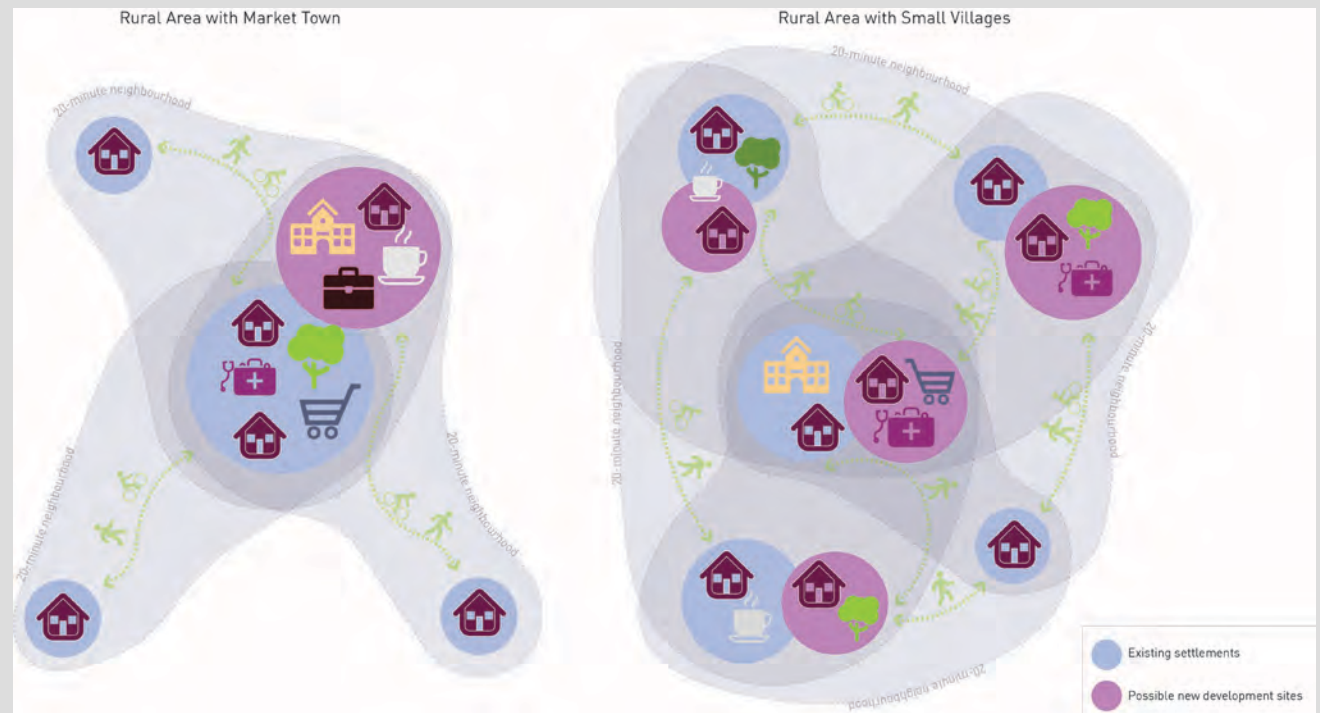 Rural Area with Market Town
20-minute neighbourhood
20-minute neighbourhood
20-minute neighbourhood
Rural Area with Small Villages
20-minute neighbourhood
20-minute neighbourhood
20-minute neighbourhood
20-minute neighbourhood
Existing settlements
Possible new development sites